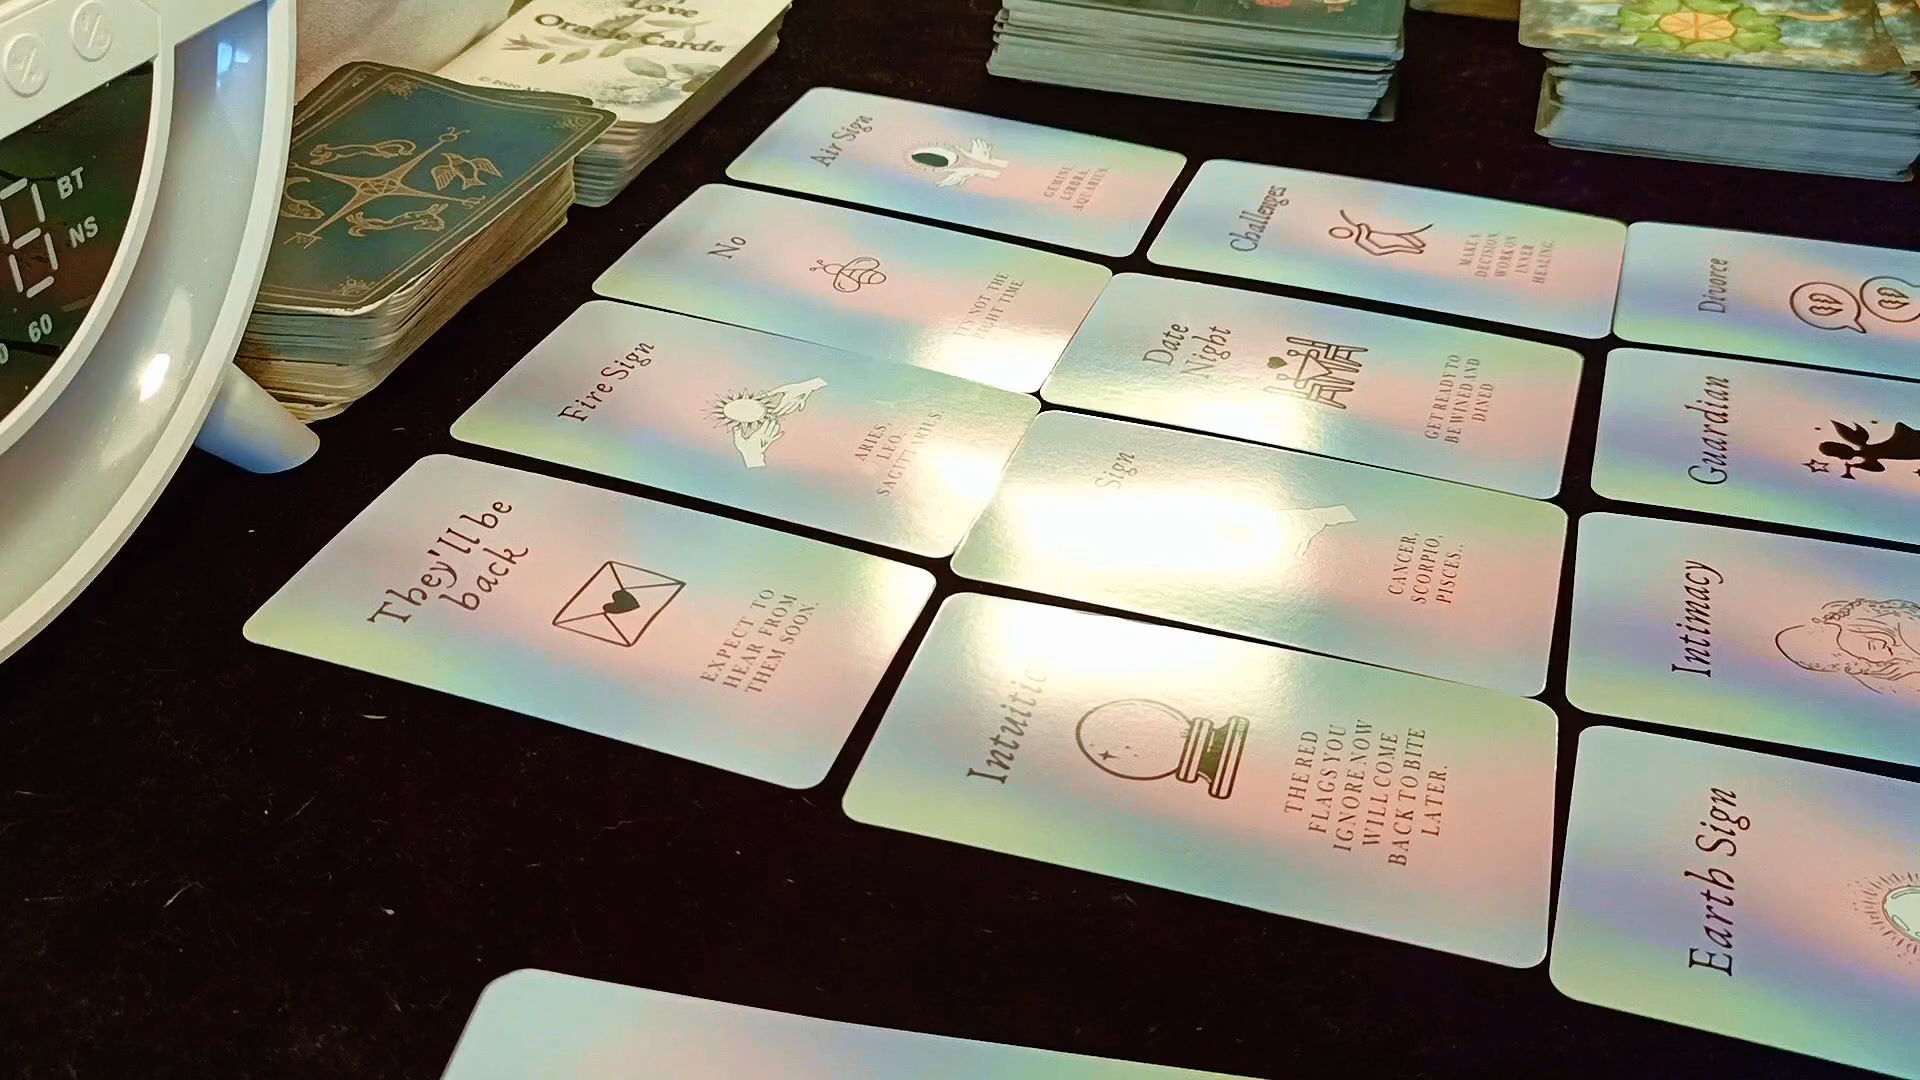 Love
Oracle Cards
BT
NS
60
Air Sign
GEMINI,
LIRBRA,
AQUARIUS
Challenges
MAKE A
DECISION.
WORK ON
INNER
HEALING.
Divorce
No
IT'S NOT THE
RIGHT TIME.
Date
Night
GET READY TO
BE WINED AND
DINED
Guardian
Fire Sign
ARIES,
LEO,
SAGITTARIUS.
Sign
CANCER,
SCORPIO,
PISCES..
Intimacy
They'll be
back
EXPECT TO
HEAR FROM
THEM SOON.
Intuitio
THE RED
FLAGS YOU
IGNORE NOW
WILL COME
BACK TO BITE
LATER.
Earth Sign